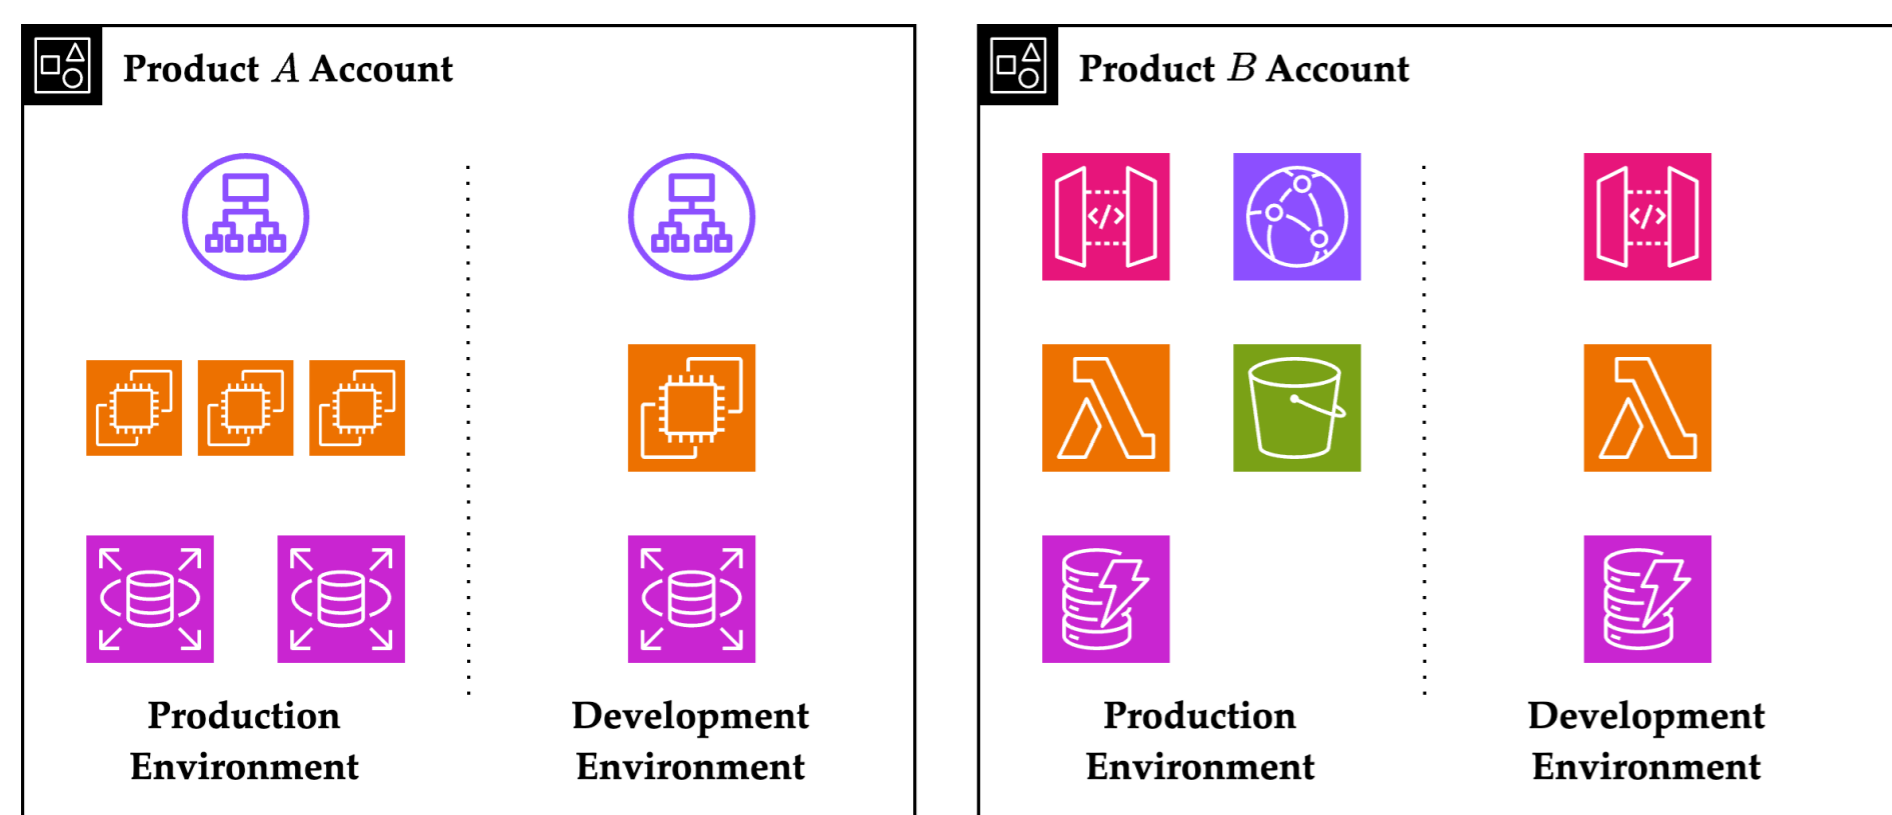 Product A Account
Production
Environment
Development
Environment
Product B Account
</>
</>
Production
Environment
Development
Environment